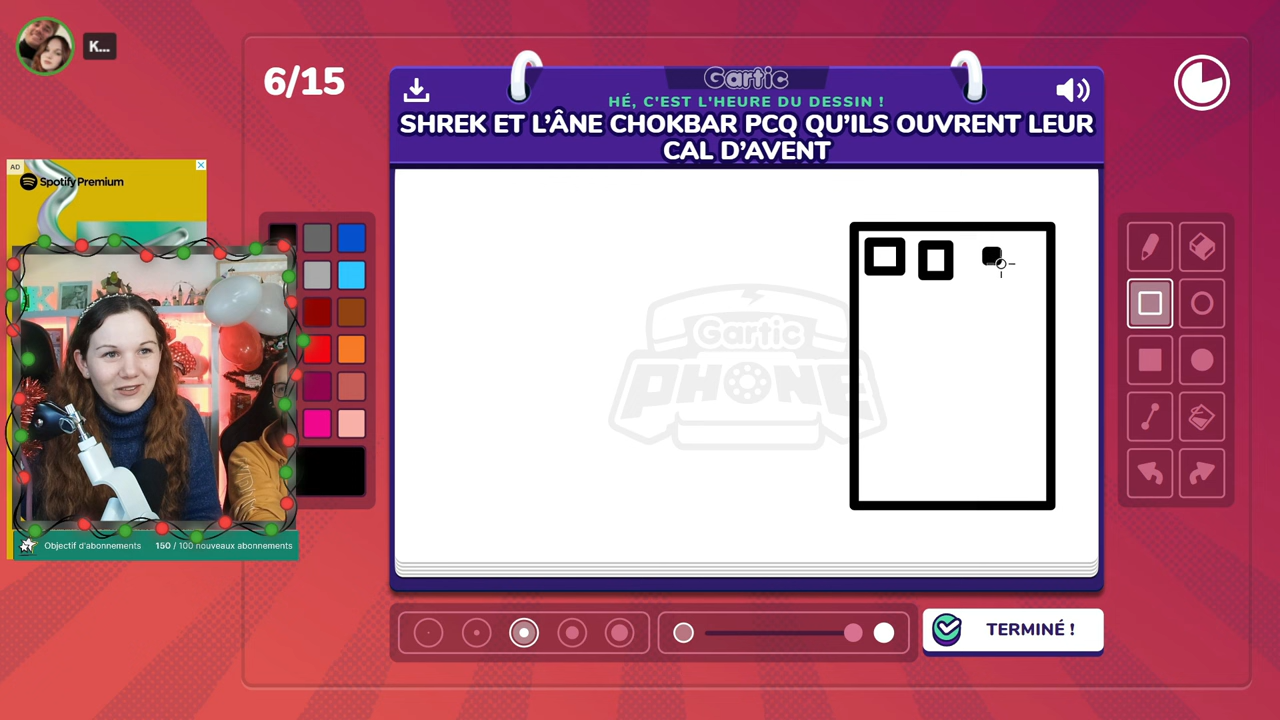 K...
6/15
Gartic
HÉ, C'EST L'HEURE DU DESSIN !
SHREK ET L'ÂNE CHOKBAR PCQ QU'ILS OUVRENT LEUR
CAL D'AVENT
AD
Spotify Premium
Gartic
PHONE
K
Objectif d'abonnements 150 / 100 nouveaux abonnements
TERMINÉ !